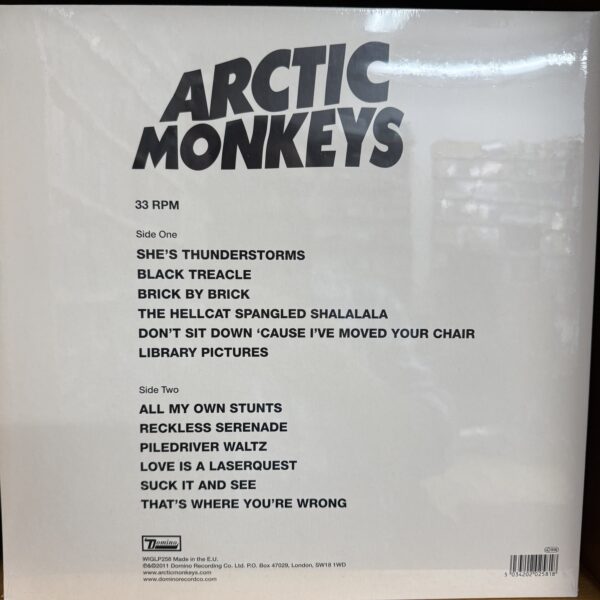 ARCTIC
MONKEYS
33 RPM
Side One
SHE'S THUNDERSTORMS
BLACK TREACLE
BRICK BY BRICK
THE HELLCAT SPANGLED SHALALALA
DON'T SIT DOWN ‘CAUSE I'VE MOVED YOUR CHAIR
LIBRARY PICTURES
Side Two
ALL MY OWN STUNTS
RECKLESS SERENADE
PILEDRIVER WALTZ
LOVE IS A LASERQUEST
SUCK IT AND SEE
THAT'S WHERE YOU'RE WRONG
Domino
WIGLP258 Made in the E.U.
℗©2011 Domino Recording Co. Ltd. P.O. Box 47029, London, SW18 1WD
www.arcticmonkeys.com
www.dominorecordco.com
5 034202 025818